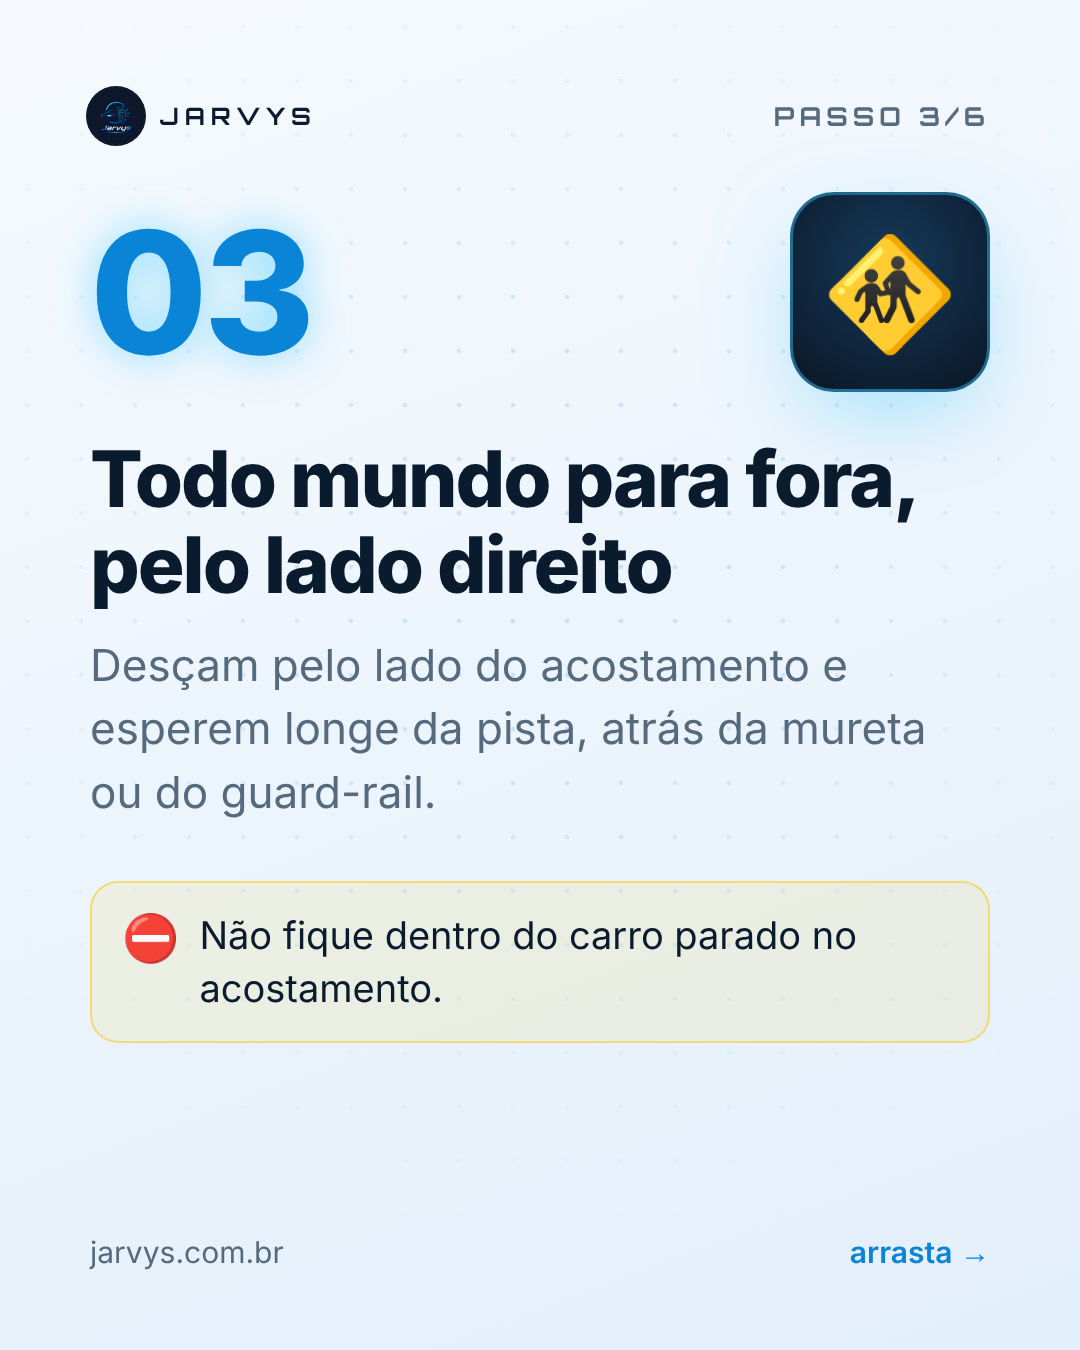 Jarvys
JARVYS
PASSO 3/6
03
Todo mundo para fora,
pelo lado direito
Desçam pelo lado do acostamento e
esperem longe da pista, atrás da mureta
ou do guard-rail.
⛔ Não fique dentro do carro parado no
acostamento.
jarvys.com.br
arrasta →